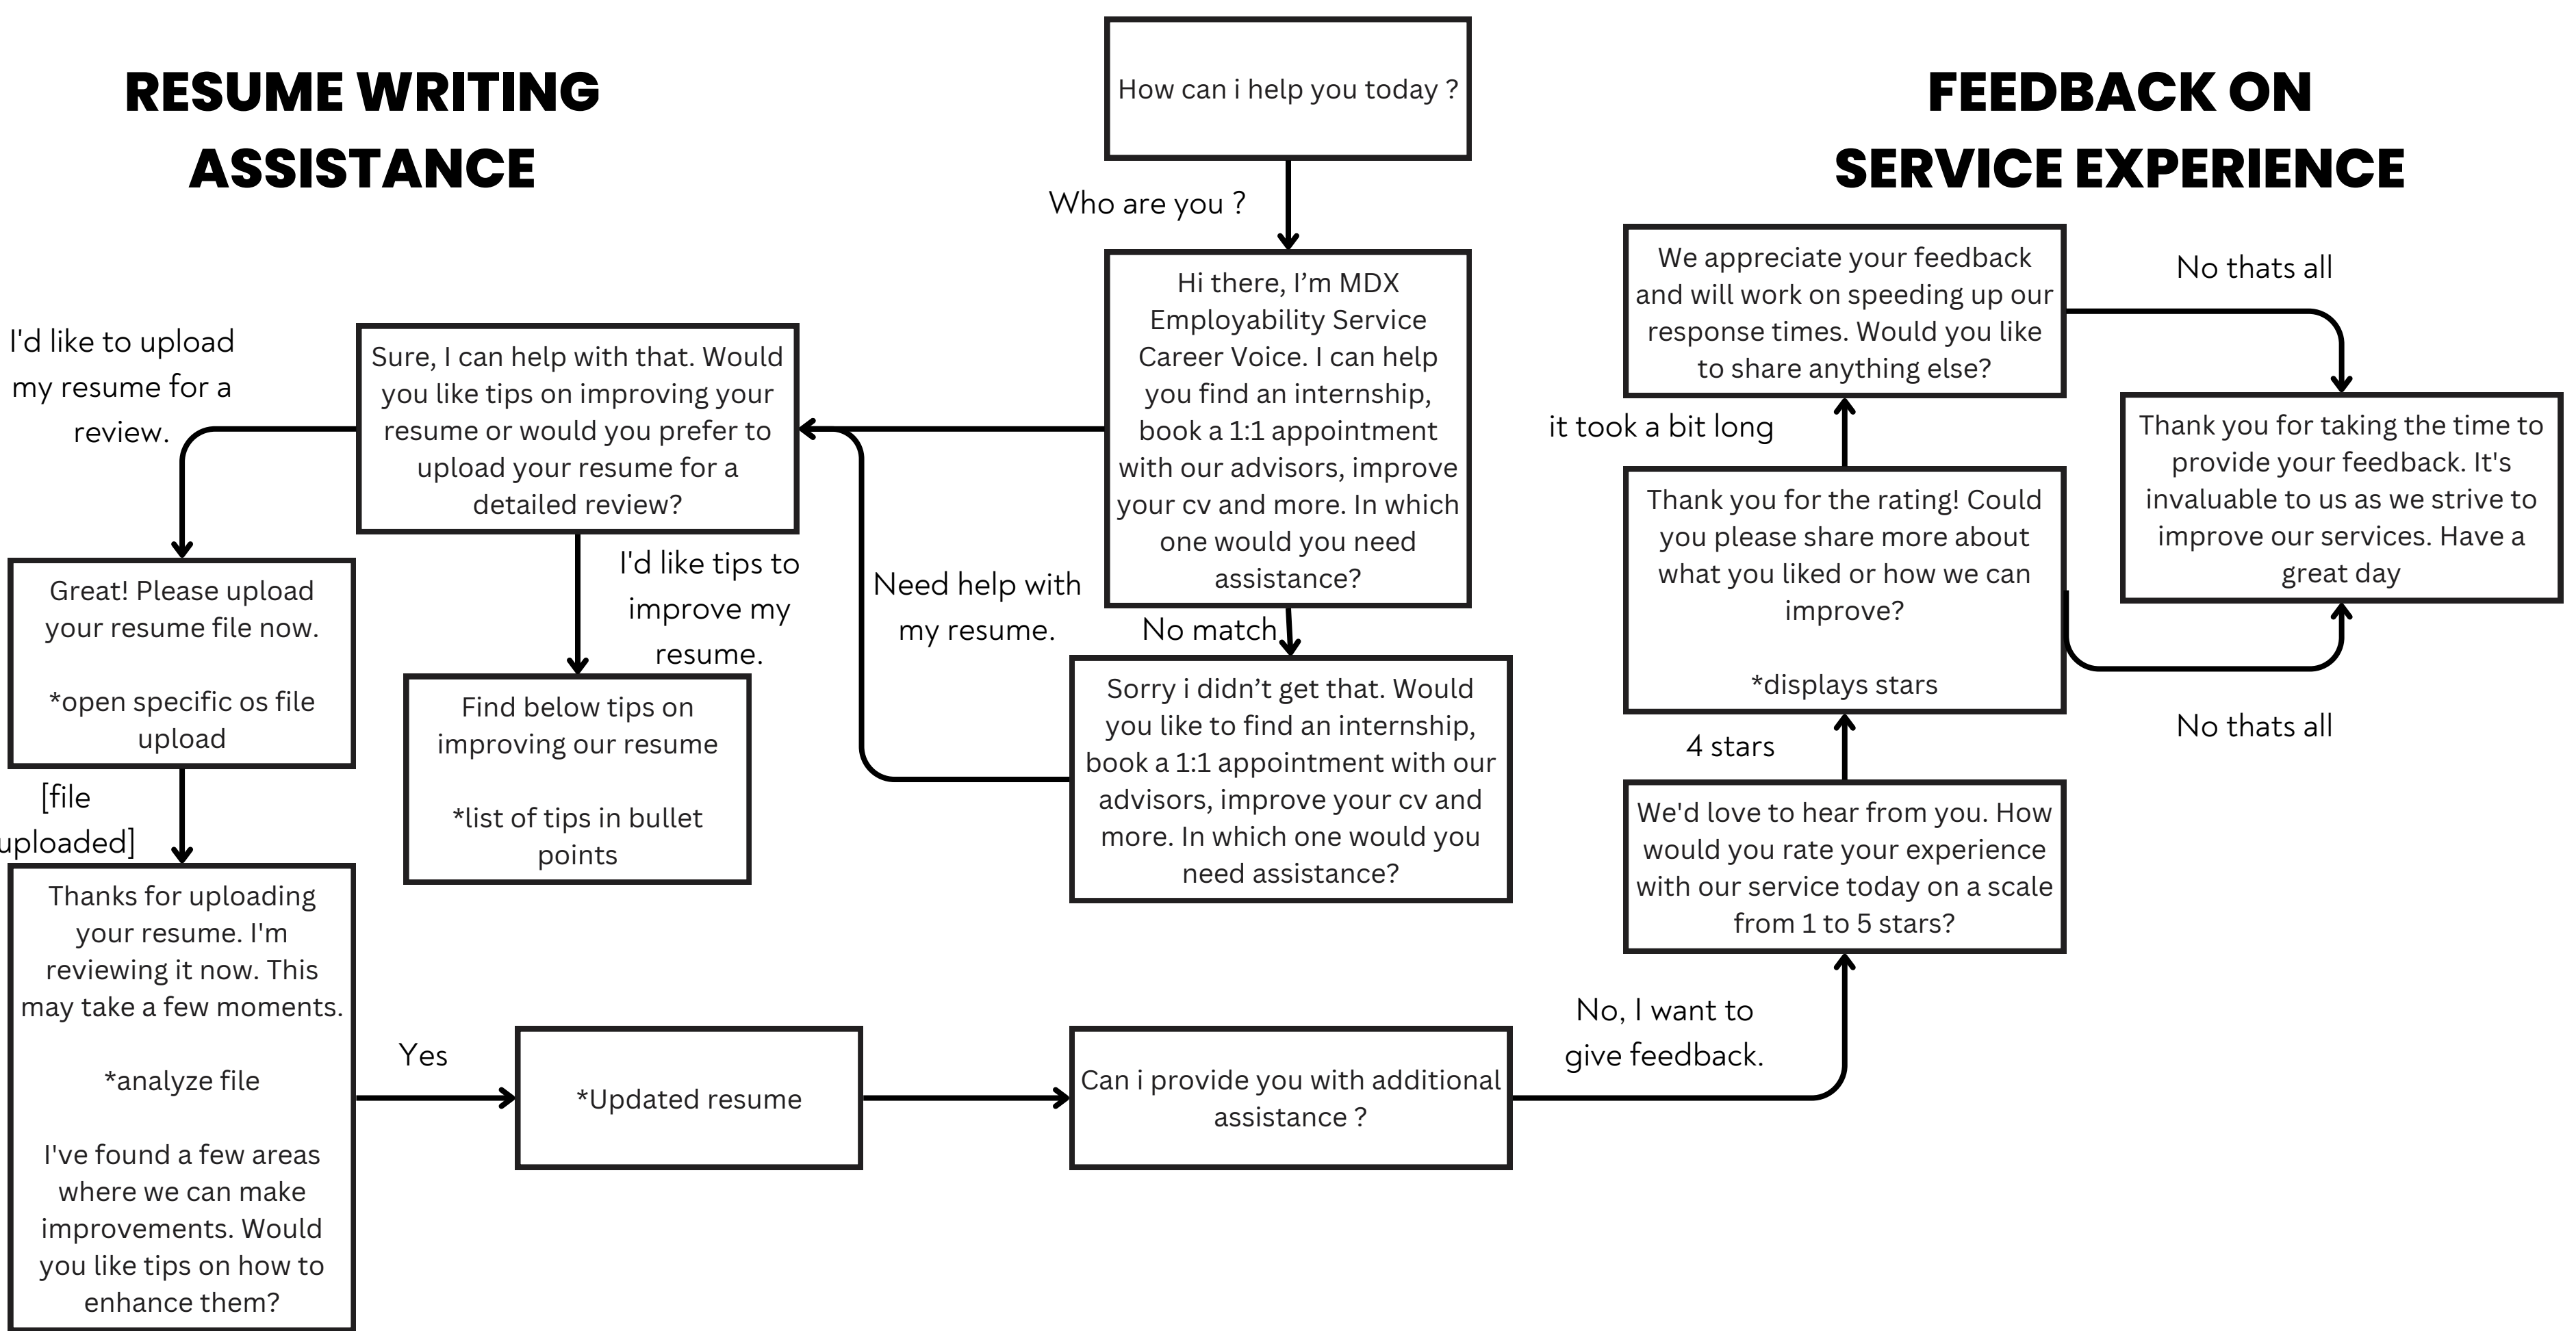 RESUME WRITING
ASSISTANCE
How can i help you today ?
FEEDBACK ON
SERVICE EXPERIENCE
Who are you ?
Hi there, I’m MDX
Employability Service
Career Voice. I can help
you find an internship,
book a 1:1 appointment
with our advisors, improve
your cv and more. In which
one would you need
assistance?
No match
Sorry i didn’t get that. Would
you like to find an internship,
book a 1:1 appointment with our
advisors, improve your cv and
more. In which one would you
need assistance?
Need help with
my resume.
Sure, I can help with that. Would
you like tips on improving your
resume or would you prefer to
upload your resume for a
detailed review?
I'd like tips to
improve my
resume.
Find below tips on
improving our resume
*list of tips in bullet
points
I'd like to upload
my resume for a
review.
Great! Please upload
your resume file now.
*open specific os file
upload
[file
uploaded]
Thanks for uploading
your resume. I'm
reviewing it now. This
may take a few moments.
*analyze file
I've found a few areas
where we can make
improvements. Would
you like tips on how to
enhance them?
Yes
*Updated resume
Can i provide you with additional
assistance ?
No, I want to
give feedback.
We'd love to hear from you. How
would you rate your experience
with our service today on a scale
from 1 to 5 stars?
4 stars
Thank you for the rating! Could
you please share more about
what you liked or how we can
improve?
*displays stars
it took a bit long
We appreciate your feedback
and will work on speeding up our
response times. Would you like
to share anything else?
No thats all
Thank you for taking the time to
provide your feedback. It's
invaluable to us as we strive to
improve our services. Have a
great day
No thats all